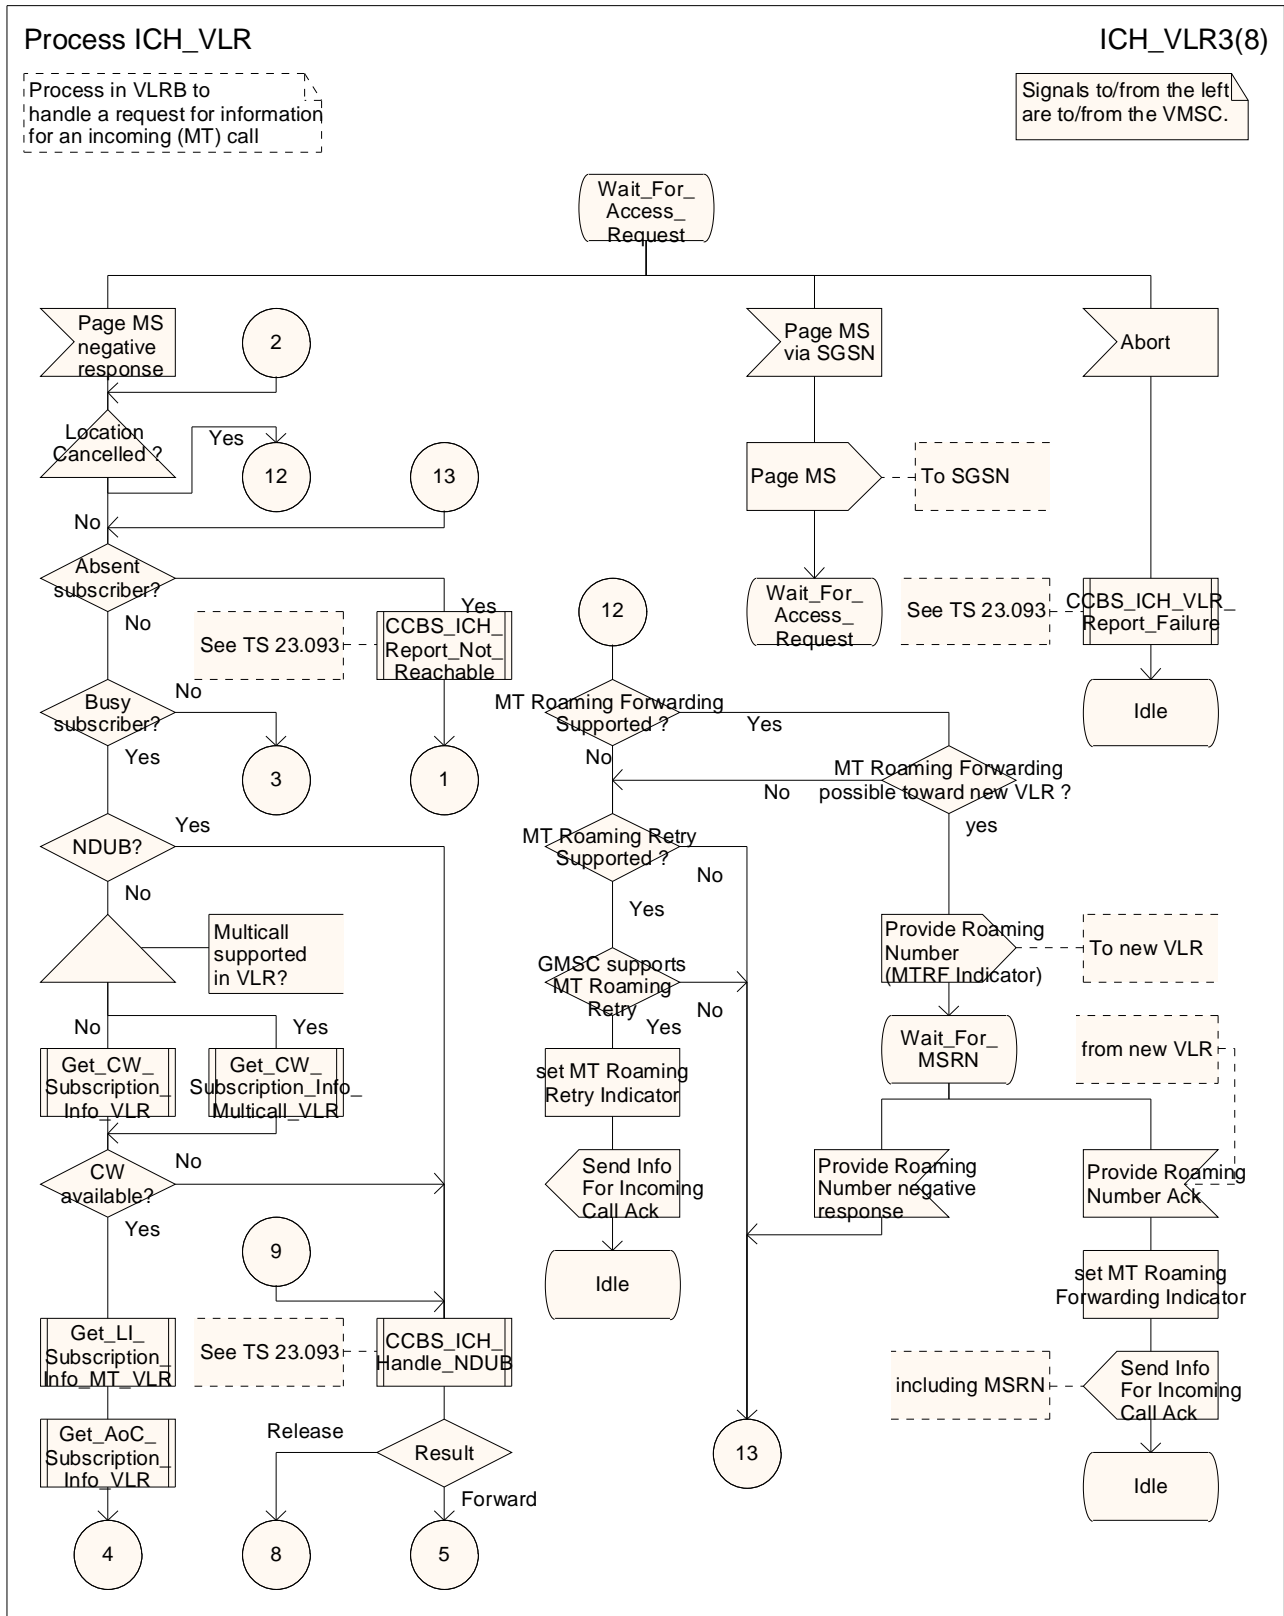 Process ICH_VLR
ICH_VLR3(8)
Process in VLRB to
handle a request for information
for an incoming (MT) call
Signals to/from the left
are to/from the VMSC.
Wait_For_
Access_
Request
Page MS
negative
response
2
Page MS
via SGSN
Abort
Location
Cancelled ?
Yes
12
13
Page MS
To SGSN
No
Absent
subscriber?
Yes
No
See TS 23.093
CCBS_ICH_
Report_Not_
Reachable
12
Wait_For_
Access_
Request
See TS 23.093
CCBS_ICH_VLR_
Report_Failure
Busy
subscriber?
No
Yes
3
1
MT Roaming Forwarding
Supported ?
Yes
No
Idle
MT Roaming Forwarding
possible toward new VLR ?
No
yes
NDUB?
Yes
No
MT Roaming Retry
Supported ?
No
Yes
Multicall
supported
in VLR?
GMSC supports
MT Roaming
Retry
No
Yes
Provide Roaming
Number
(MTRF Indicator)
To new VLR
No
Yes
Get_CW_
Subscription_
Info_VLR
Get_CW_
Subscription_Info_
Multicall_VLR
set MT Roaming
Retry Indicator
Wait_For_
MSRN
from new VLR
CW
available?
No
Yes
Send Info
For Incoming
Call Ack
Provide Roaming
Number negative
response
Provide Roaming
Number Ack
9
Idle
set MT Roaming
Forwarding Indicator
Get_LI_
Subscription_
Info_MT_VLR
See TS 23.093
CCBS_ICH_
Handle_NDUB
including MSRN
Send Info
For Incoming
Call Ack
Get_AoC_
Subscription_
Info_VLR
Release
Result
Forward
13
Idle
4
8
5